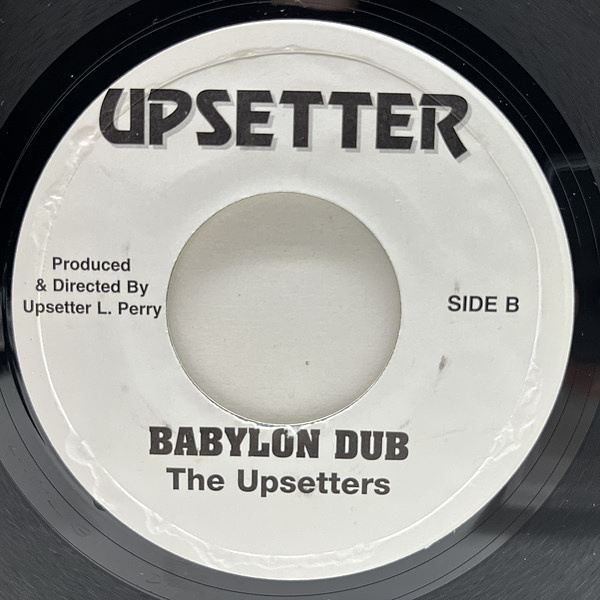 UPSETTER
Produced
& Directed By
Upsetter L. Perry
SIDE B
BABYLON DUB
The Upsetters